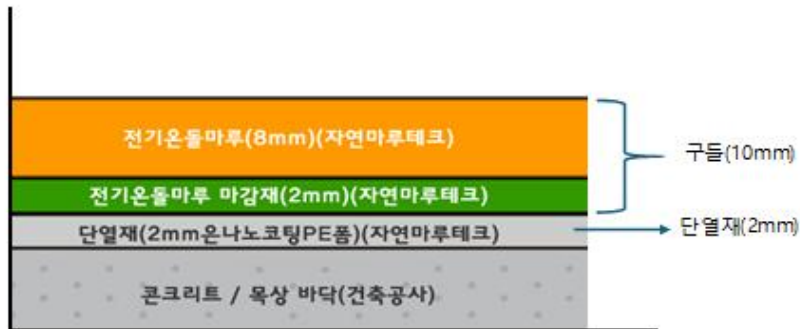 전기온돌마루(8mm)(자연마루테크)
구들(10mm)
전기온돌마루 마감재(2mm)(자연마루테크)
단열재(2mm은나노코팅PE폼)(자연마루테크)
단열재(2mm)
콘크리트 / 목상 바닥(건축공사)